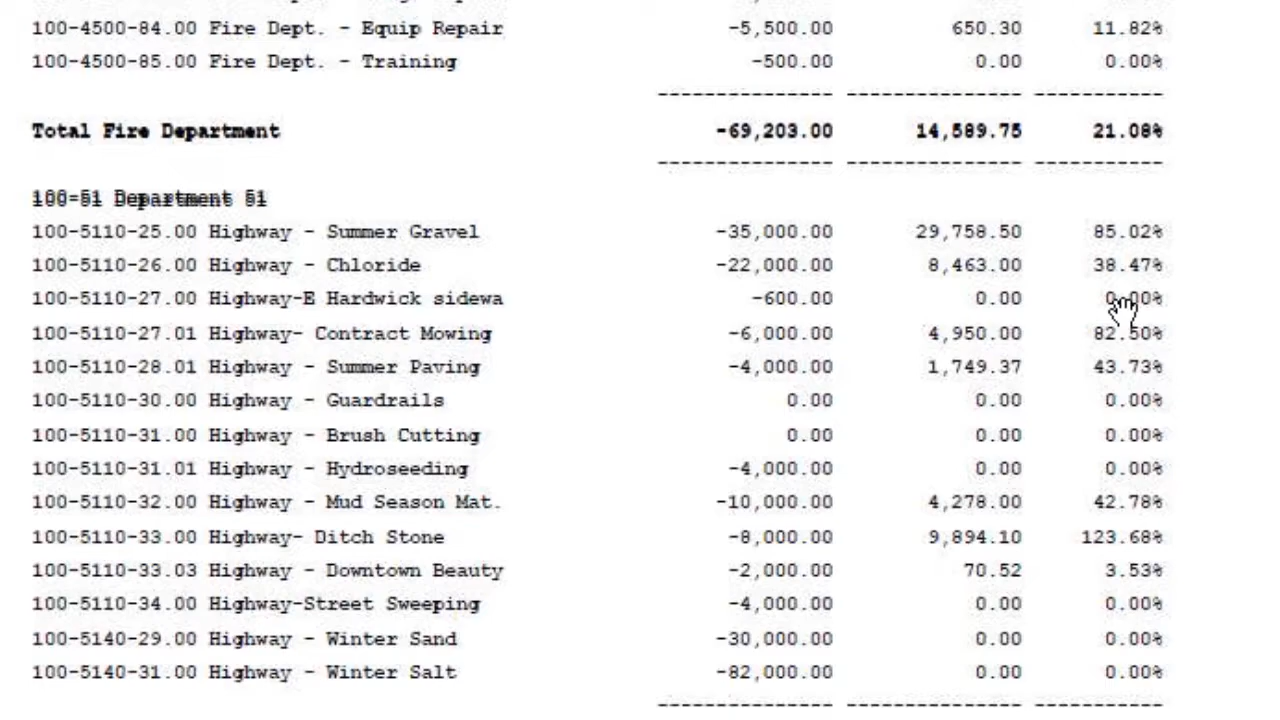 100-4500-84.00 Fire Dept. - Equip Repair -5,500.00 650.30 11.82%
100-4500-85.00 Fire Dept. - Training -500.00 0.00 0.00%
--------------- --------------- -----------
Total Fire Department -69,203.00 14,589.75 21.08%
--------------- --------------- -----------
100-51 Department 51
100-5110-25.00 Highway - Summer Gravel -35,000.00 29,758.50 85.02%
100-5110-26.00 Highway - Chloride -22,000.00 8,463.00 38.47%
100-5110-27.00 Highway-E Hardwick sidewa -600.00 0.00 0.00%
100-5110-27.01 Highway- Contract Mowing -6,000.00 4,950.00 82.50%
100-5110-28.01 Highway - Summer Paving -4,000.00 1,749.37 43.73%
100-5110-30.00 Highway - Guardrails 0.00 0.00 0.00%
100-5110-31.00 Highway - Brush Cutting 0.00 0.00 0.00%
100-5110-31.01 Highway - Hydroseeding -4,000.00 0.00 0.00%
100-5110-32.00 Highway - Mud Season Mat. -10,000.00 4,278.00 42.78%
100-5110-33.00 Highway- Ditch Stone -8,000.00 9,894.10 123.68%
100-5110-33.03 Highway - Downtown Beauty -2,000.00 70.52 3.53%
100-5110-34.00 Highway-Street Sweeping -4,000.00 0.00 0.00%
100-5140-29.00 Highway - Winter Sand -30,000.00 0.00 0.00%
100-5140-31.00 Highway - Winter Salt -82,000.00 0.00 0.00%
--------------- --------------- -----------